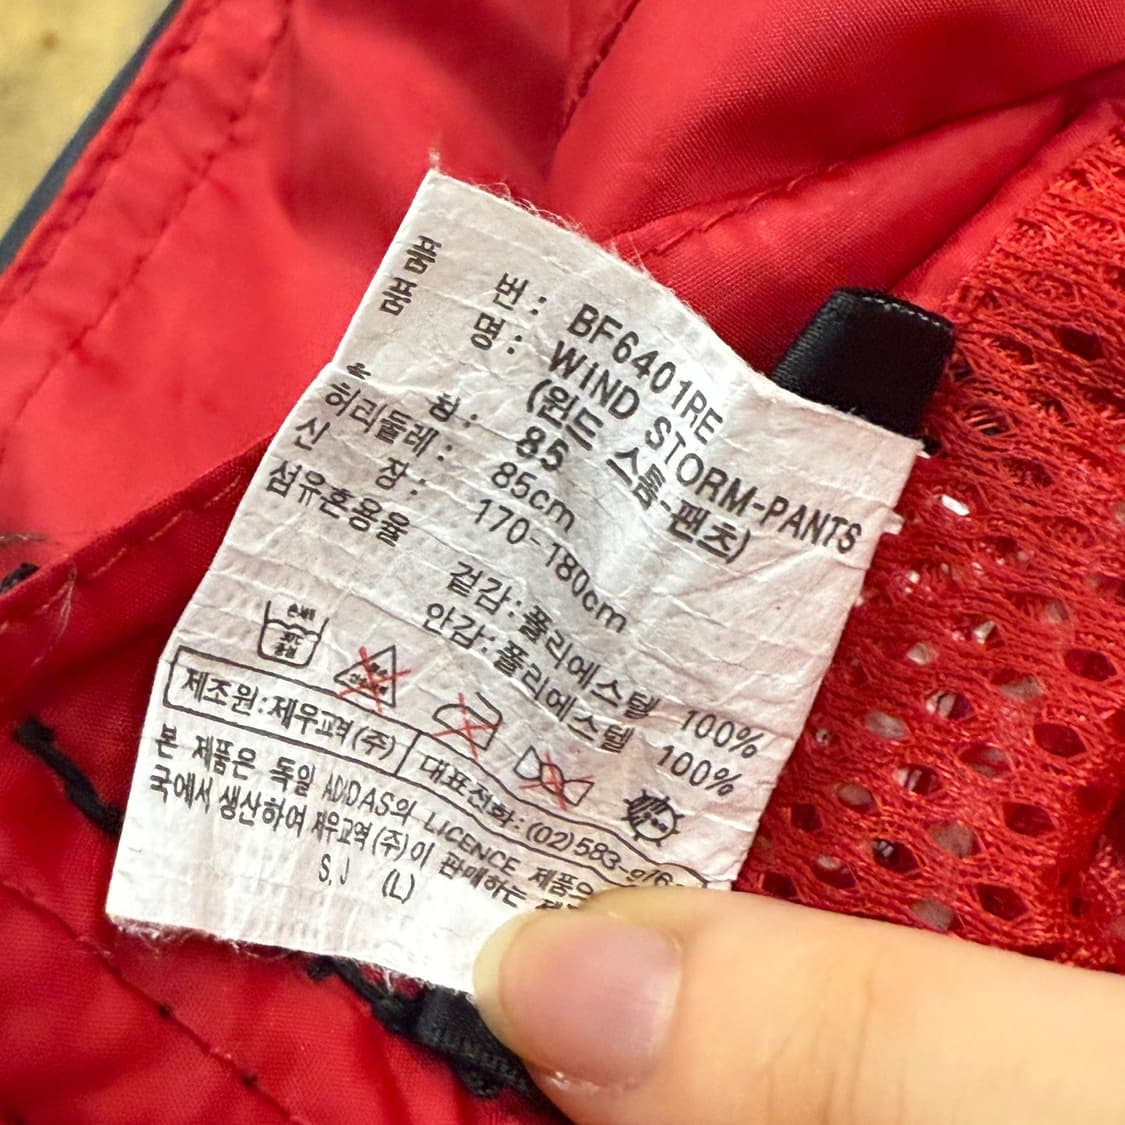 품 번: BF6401RE
품 명: WIND STORM-PANTS
(윈드 스톰-팬츠)
호 칭: 85
허리둘레: 85cm
신 장: 170-180cm
섬유혼용율
겉감: 폴리에스텔 100%
안감: 폴리에스텔 100%
손세탁
제조원: 제우교역(주) 대표전화: (02)583-
본 제품은 독일 ADIDAS의 LICENCE 제품으
국에서 생산하여 제우교역(주)이 판매하는
S.J (L)